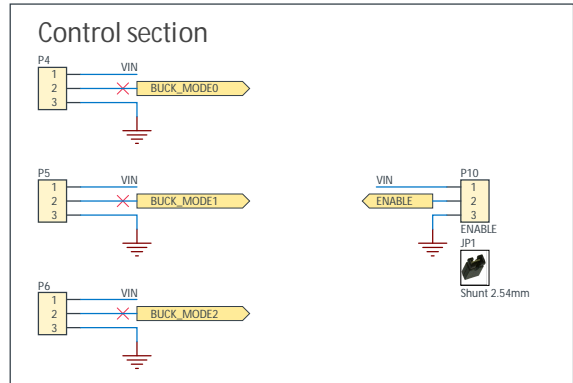 Control section
P4
1
VIN
2
BUCK_MODE0
3
P5
1
VIN
2
BUCK_MODE1
3
P6
1
VIN
2
BUCK_MODE2
3
P10
VIN
1
ENABLE
2
3
ENABLE
JP1
Shunt 2.54mm